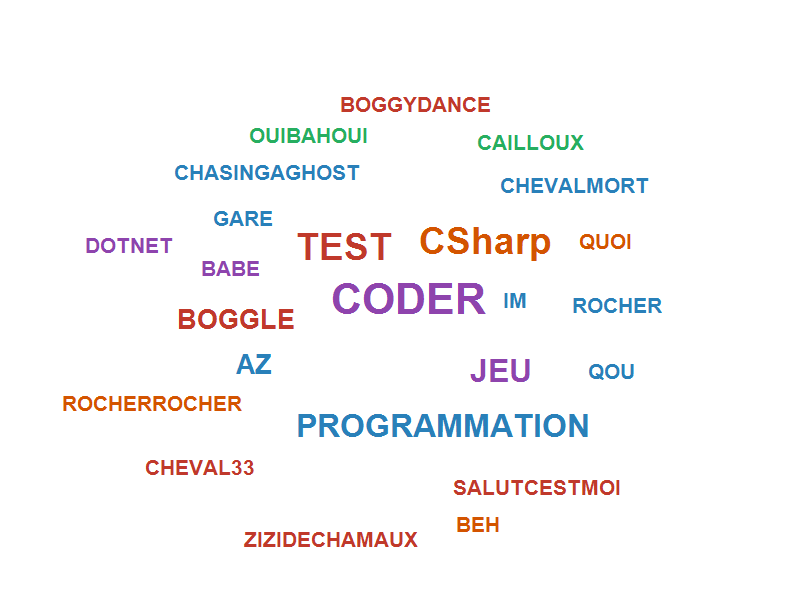 BOGGYDANCE
OUIBAHOUI
CAILLOUX
CHASINGAGHOST
CHEVALMORT
GARE
TEST
CSharp
QUOI
DOTNET
BABE
CODER
IM
ROCHER
BOGGLE
AZ
JEU
QOU
ROCHERROCHER
PROGRAMMATION
CHEVAL33
SALUTCESTMOI
BEH
ZIZIDECHAMAUX